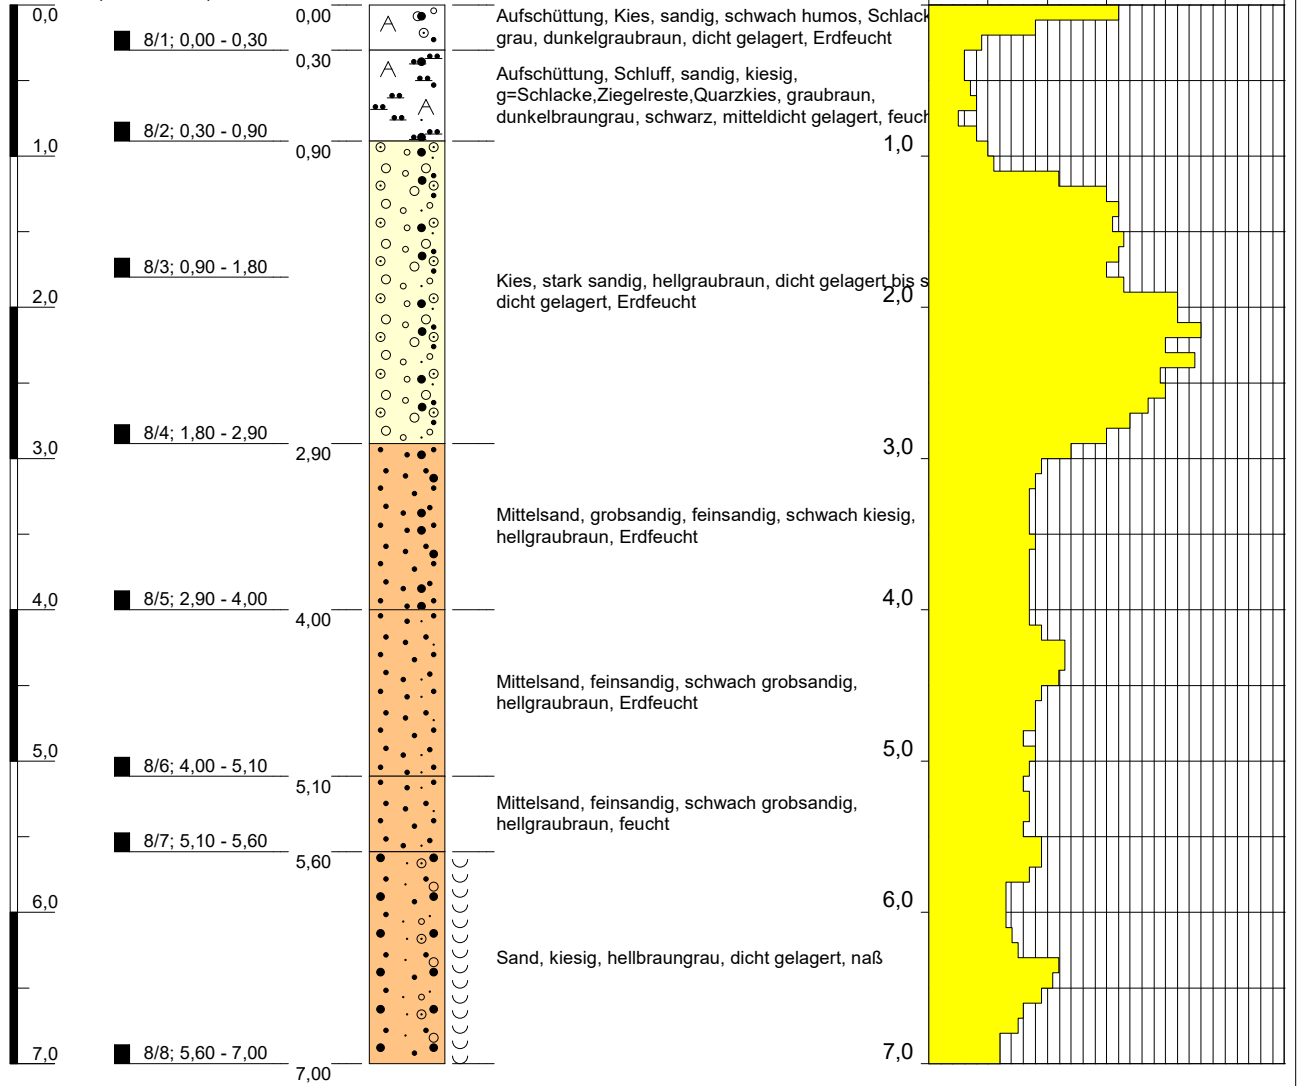 0,0
0,00
Aufschüttung, Kies, sandig, schwach humos, Schlack
8/1; 0,00 - 0,30
grau, dunkelgraubraun, dicht gelagert, Erdfeucht
0,30
Aufschüttung, Schluff, sandig, kiesig,
g=Schlacke,Ziegelreste,Quarzkies, graubraun,
dunkelbraungrau, schwarz, mitteldicht gelagert, feuch
8/2; 0,30 - 0,90
1,0
0,90
1,0
8/3; 0,90 - 1,80
Kies, stark sandig, hellgraubraun, dicht gelagert bis s
dicht gelagert, Erdfeucht
2,0
2,0
8/4; 1,80 - 2,90
3,0
2,90
3,0
Mittelsand, grobsandig, feinsandig, schwach kiesig,
hellgraubraun, Erdfeucht
8/5; 2,90 - 4,00
4,0
4,00
4,0
Mittelsand, feinsandig, schwach grobsandig,
hellgraubraun, Erdfeucht
5,0
8/6; 4,00 - 5,10
5,0
5,10
Mittelsand, feinsandig, schwach grobsandig,
hellgraubraun, feucht
8/7; 5,10 - 5,60
5,60
6,0
6,0
Sand, kiesig, hellbraungrau, dicht gelagert, naß
7,0
8/8; 5,60 - 7,00
7,0
7,00